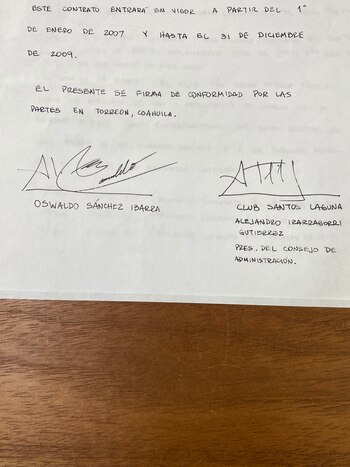 ESTE CONTRATO ENTRARÁ EN VIGOR A PARTIR DEL 1°
DE ENERO DE 2007 Y HASTA EL 31 DE DICIEMBRE
DE 2009.
EL PRESENTE SE FIRMA DE CONFORMIDAD POR LAS
PARTES EN TORREÓN, COAHUILA.
OSWALDO SÁNCHEZ IBARRA
CLUB SANTOS LAGUNA
ALEJANDRO IRARRAGORRI
GUTIERREZ
PRES. DEL CONSEJO DE
ADMINISTRACIÓN.